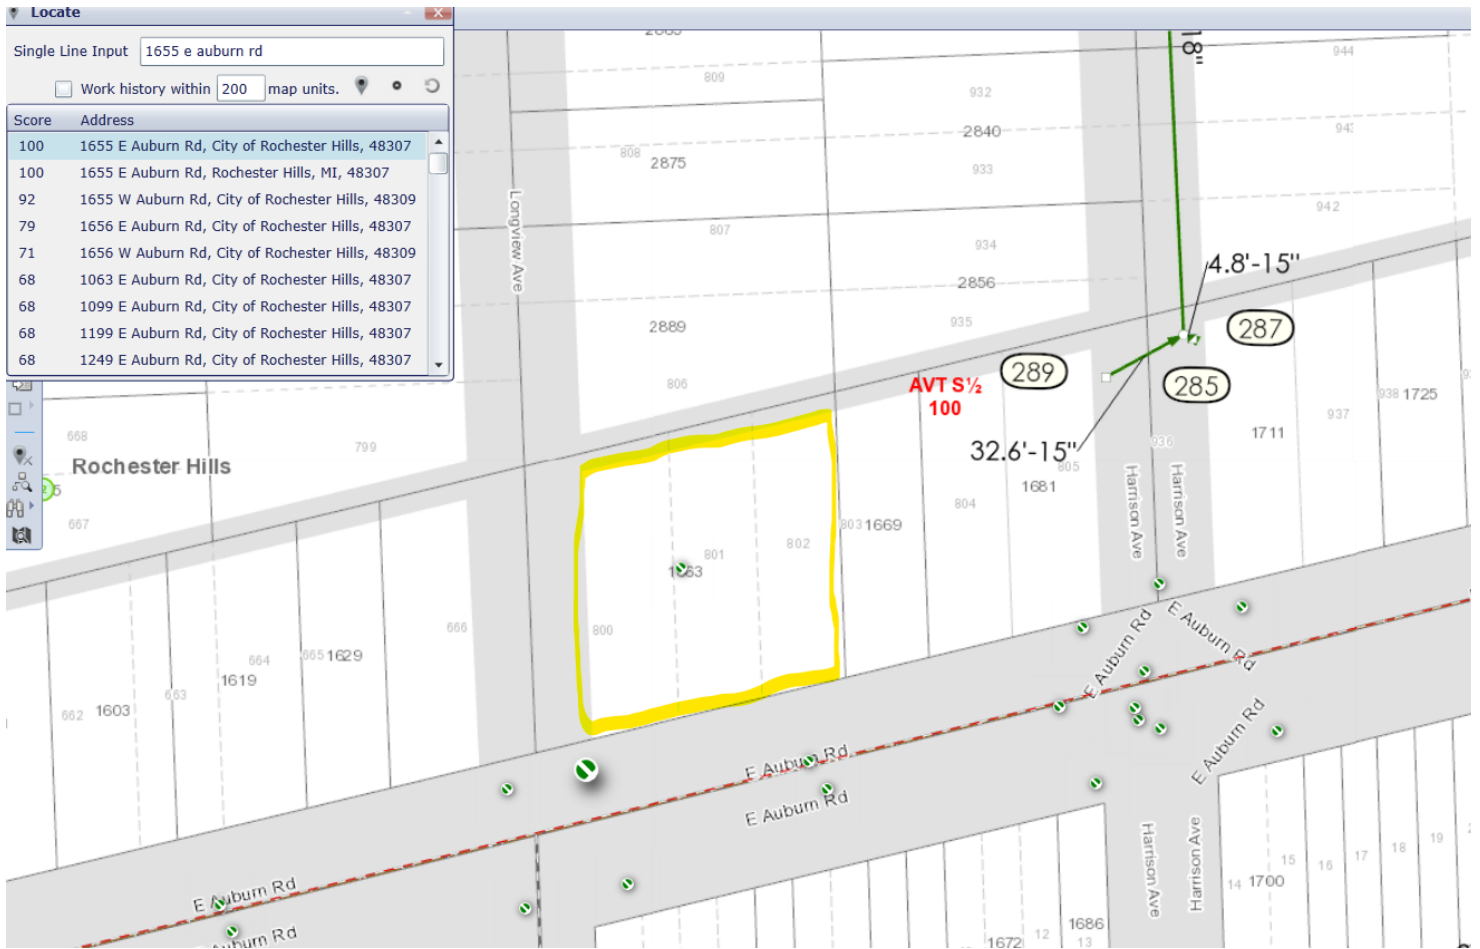 Locate
Single Line Input 1655 e auburn rd
Work history within 200 map units.
Score Address
100 1655 E Auburn Rd, City of Rochester Hills, 48307
100 1655 E Auburn Rd, Rochester Hills, MI, 48307
92 1655 W Auburn Rd, City of Rochester Hills, 48309
79 1656 E Auburn Rd, City of Rochester Hills, 48307
71 1656 W Auburn Rd, City of Rochester Hills, 48309
68 1063 E Auburn Rd, City of Rochester Hills, 48307
68 1099 E Auburn Rd, City of Rochester Hills, 48307
68 1199 E Auburn Rd, City of Rochester Hills, 48307
68 1249 E Auburn Rd, City of Rochester Hills, 48307
18"
944
809
932
2840
808
2875
933
942
Longview Ave
807
934
4.8'-15"
2856
935
2889
287
289
806
AVT S½
100
285
938 1725
937
668
799
936
1711
Rochester Hills
32.6'-15"
805
1681
804
667
803 1669
Harrison Ave
Harrison Ave
801
802
800
666
664
665 1629
1619
663
662 1603
E Auburn Rd
E Auburn Rd
E Auburn Rd
E Auburn Rd
E Auburn Rd
E Auburn Rd
Harrison Ave
Harrison Ave
19
18
17
16
15
14 1700
1686
12
13
1672